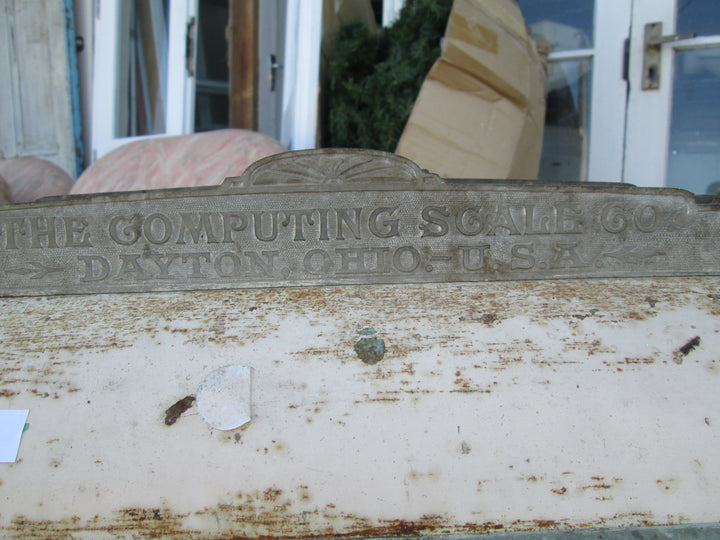 THE COMPUTING SCALE CO
DAYTON, OHIO.-U.S.A